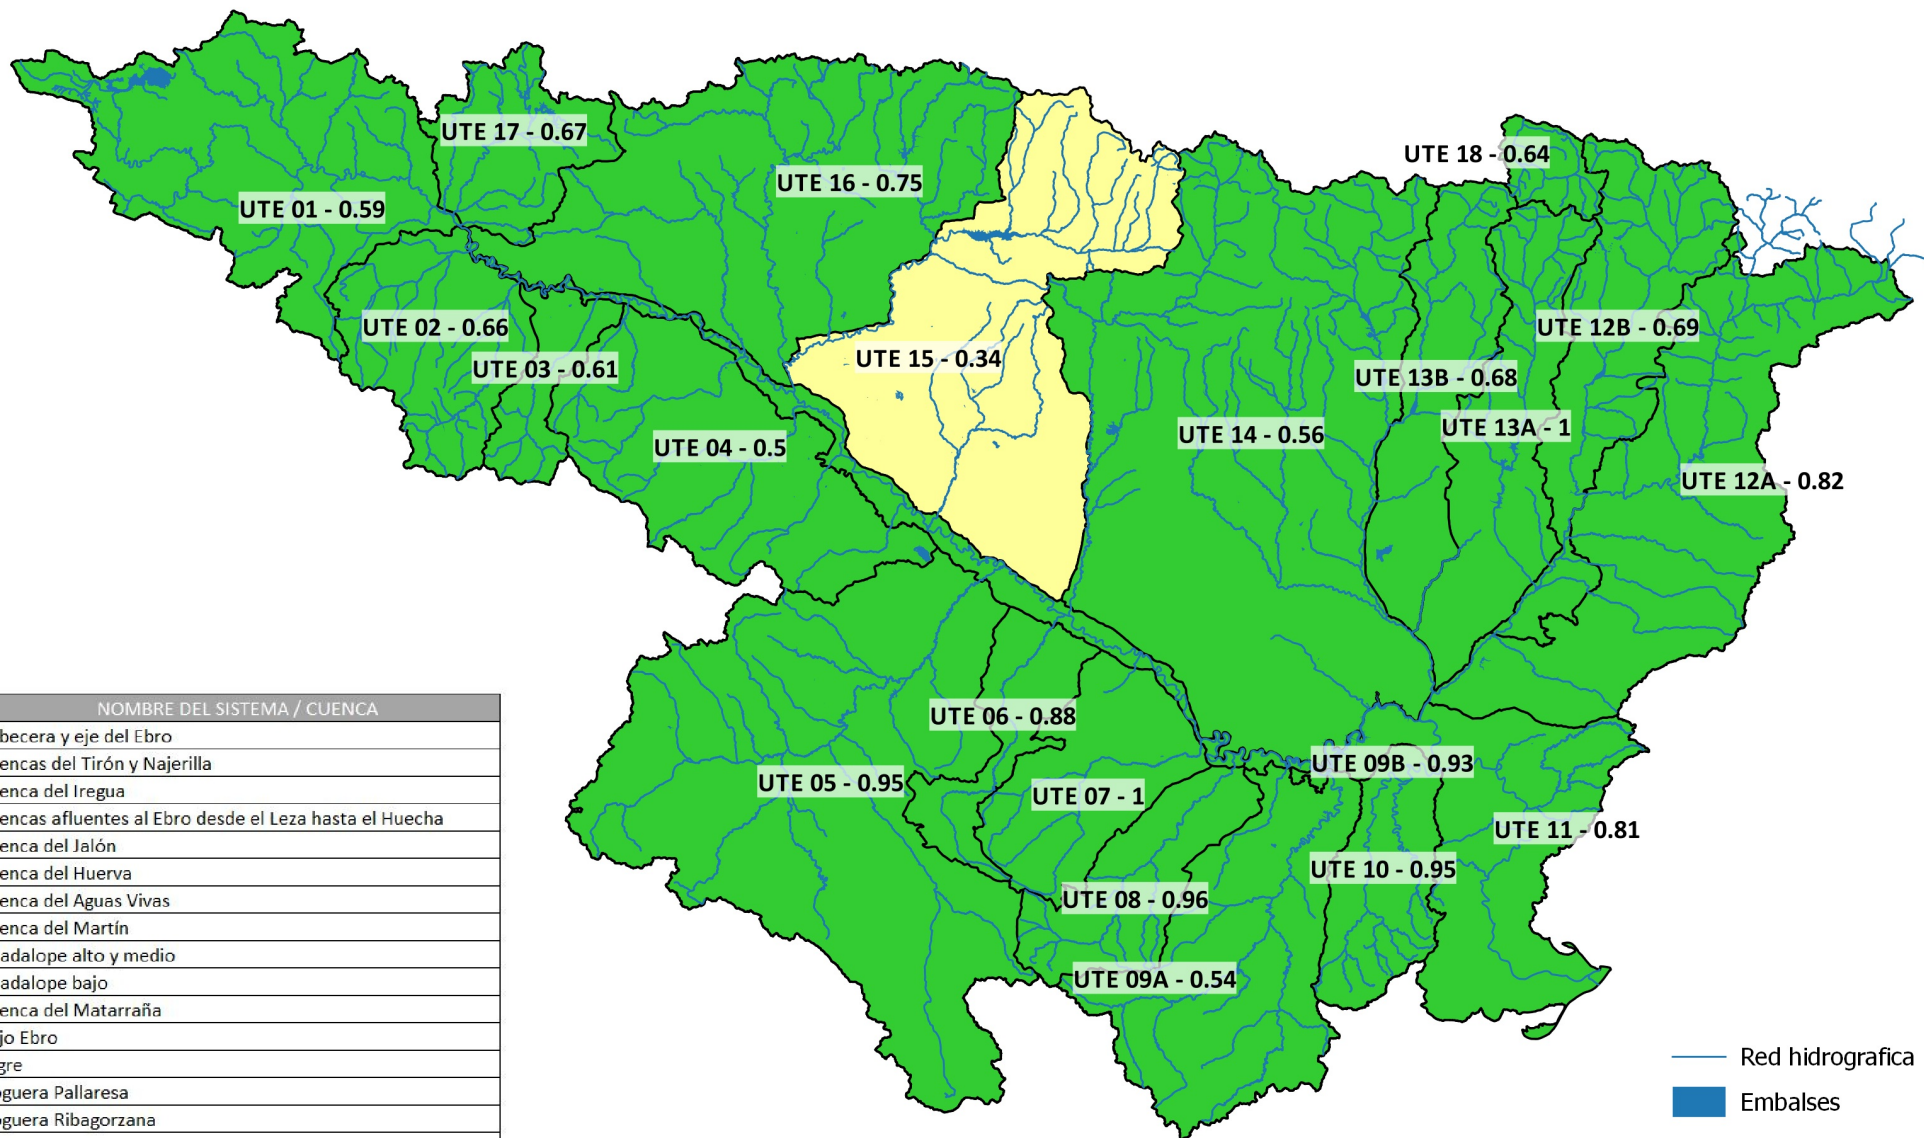 UTE 17 - 0.67
UTE 18 - 0.64
UTE 16 - 0.75
UTE 01 - 0.59
UTE 02 - 0.66
UTE 12B - 0.69
UTE 15 - 0.34
UTE 03 - 0.61
UTE 13B - 0.68
UTE 13A - 1
UTE 14 - 0.56
UTE 04 - 0.5
UTE 12A - 0.82
UTE 06 - 0.88
UTE 09B - 0.93
UTE 05 - 0.95
UTE 07 - 1
UTE 11 - 0.81
UTE 10 - 0.95
UTE 08 - 0.96
UTE 09A - 0.54
NOMBRE DEL SISTEMA / CUENCA
becera y eje del Ebro
encas del Tirón y Najerilla
enca del Iregua
encas afluentes al Ebro desde el Leza hasta el Huecha
enca del Jalón
enca del Huerva
enca del Aguas Vivas
enca del Martín
adalope alto y medio
adalope bajo
enca del Matarraña
jo Ebro
gre
guera Pallaresa
guera Ribagorzana
Red hidrografica
Embalses